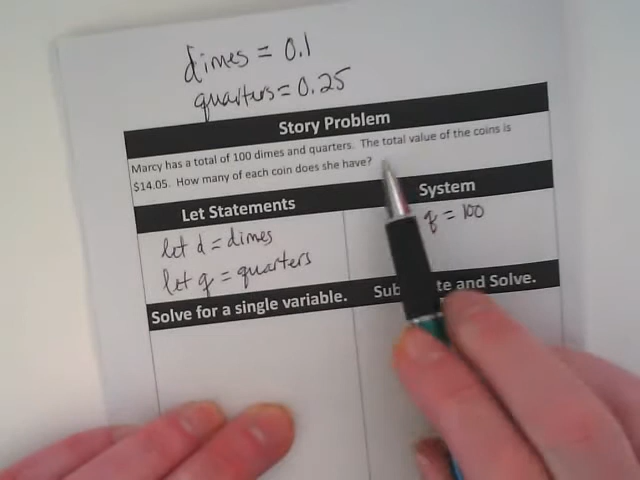 dimes = 0.1
quarters = 0.25
Story Problem
Marcy has a total of 100 dimes and quarters. The total value of the coins is
$14.05. How many of each coin does she have?
Let Statements
let d = dimes
let q = quarters
System
q = 100
Solve for a single variable.
and Solve.